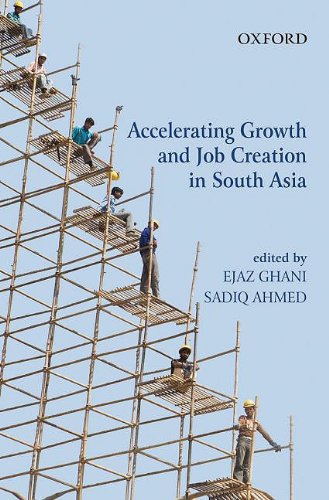 OXFORD
Accelerating Growth
and Job Creation
in South Asia
edited by
EJAZ GHANI
SADIQ AHMED